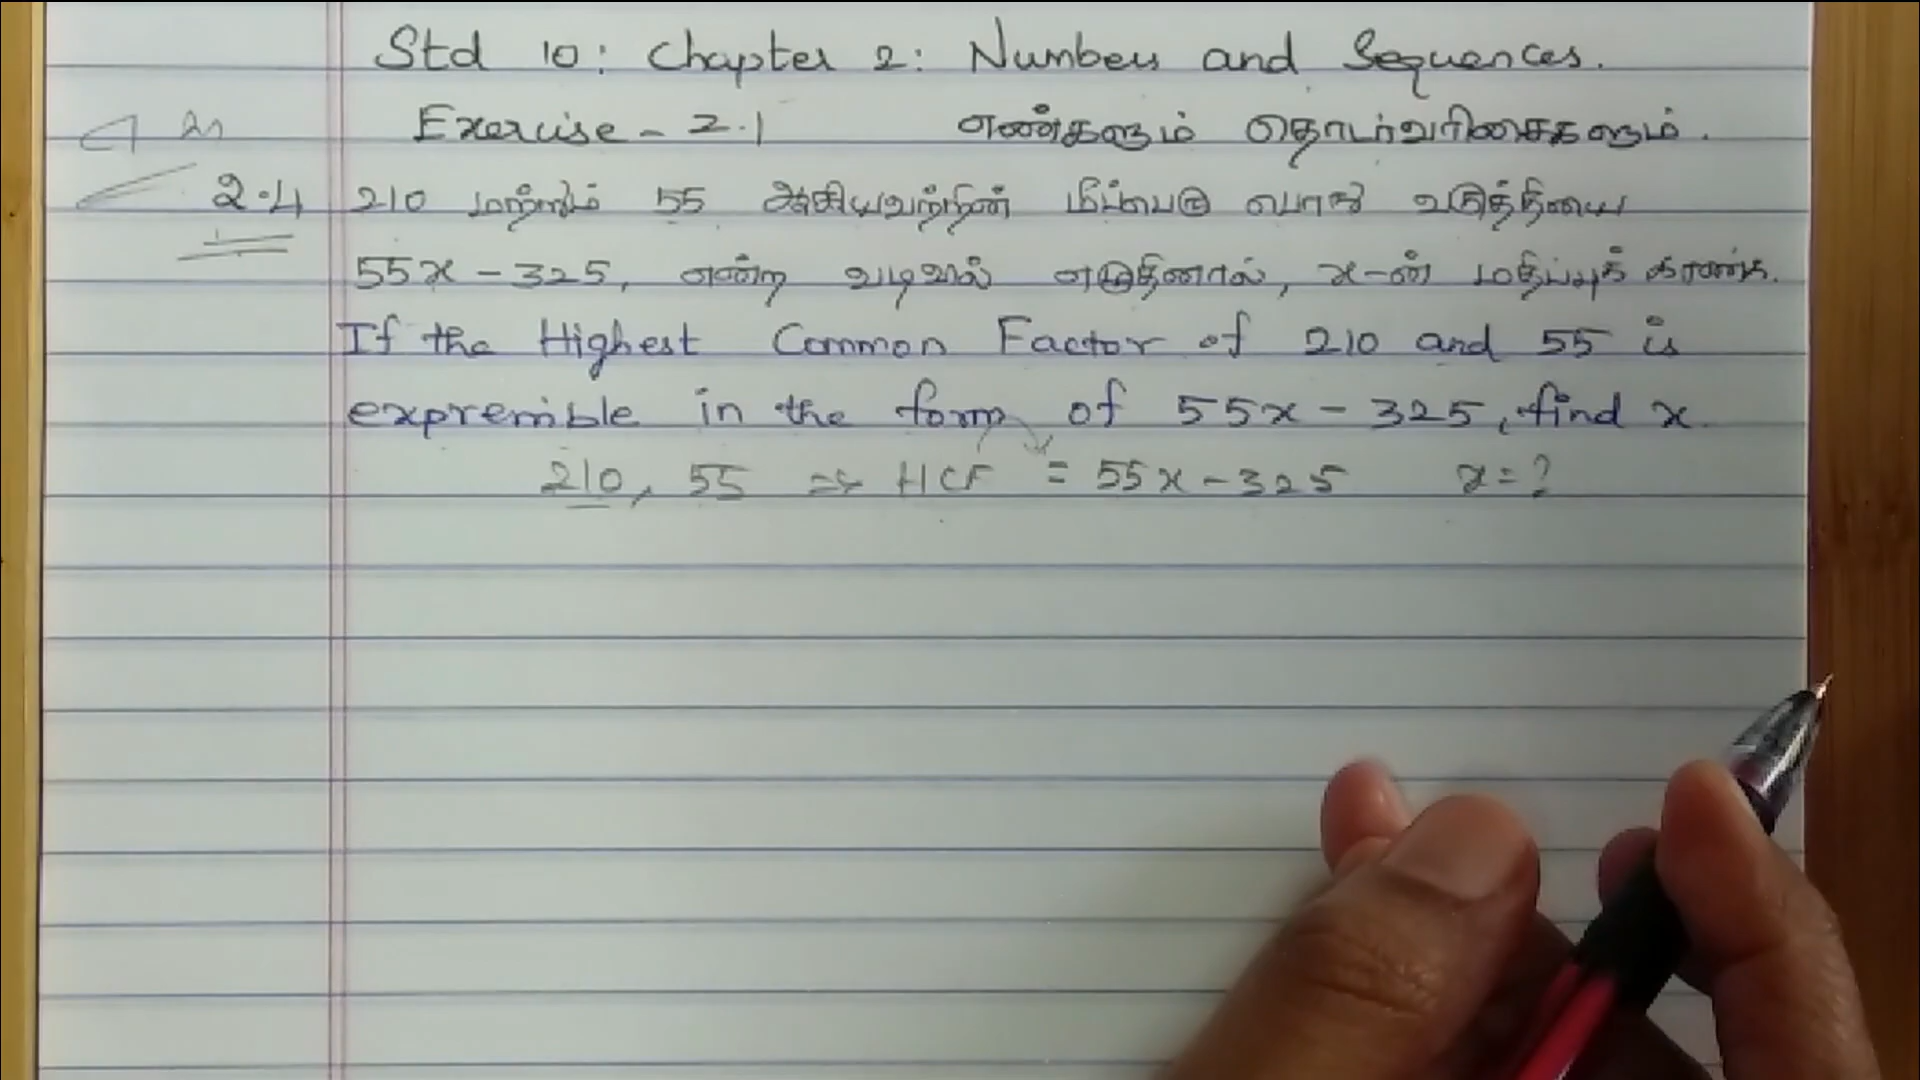 Std 10: Chapter 2: Numbers and Sequences.
Exercise - 2.1 எண்களும் தொடர்வரிசைகளும்.
2.4 210 மற்றும் 55 ஆகியவற்றின் மீப்பெரு பொது வகுத்தியை
55x - 325, என்ற வடிவில் எழுதினால், x-ன் மதிப்புக் காண்க.
If the Highest Common Factor of 210 and 55 is
expressible in the form of 55x - 325, find x.
210, 55 ⇒ HCF = 55x - 325 x = ?